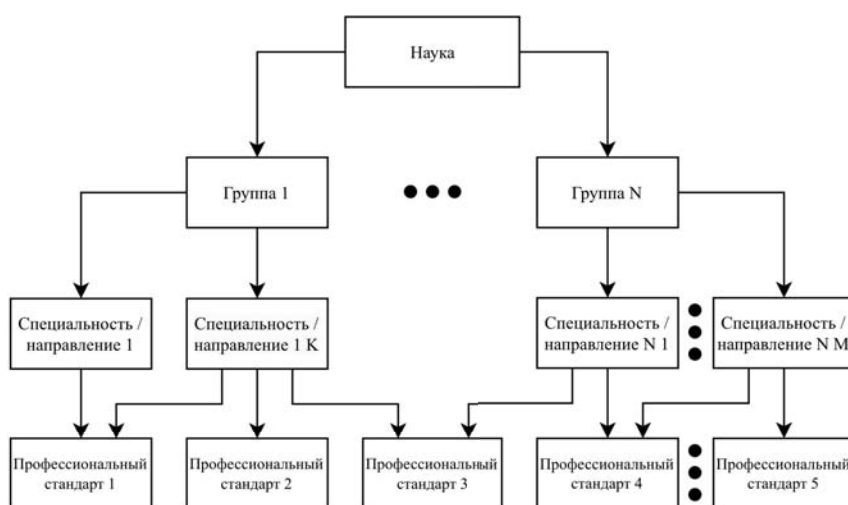 Наука
Группа 1
Группа N
Специальность /
направление 1
Специальность /
направление 1 K
Специальность /
направление N 1
Специальность /
направление N M
Профессиональный
стандарт 1
Профессиональный
стандарт 2
Профессиональный
стандарт 3
Профессиональный
стандарт 4
Профессиональный
стандарт 5